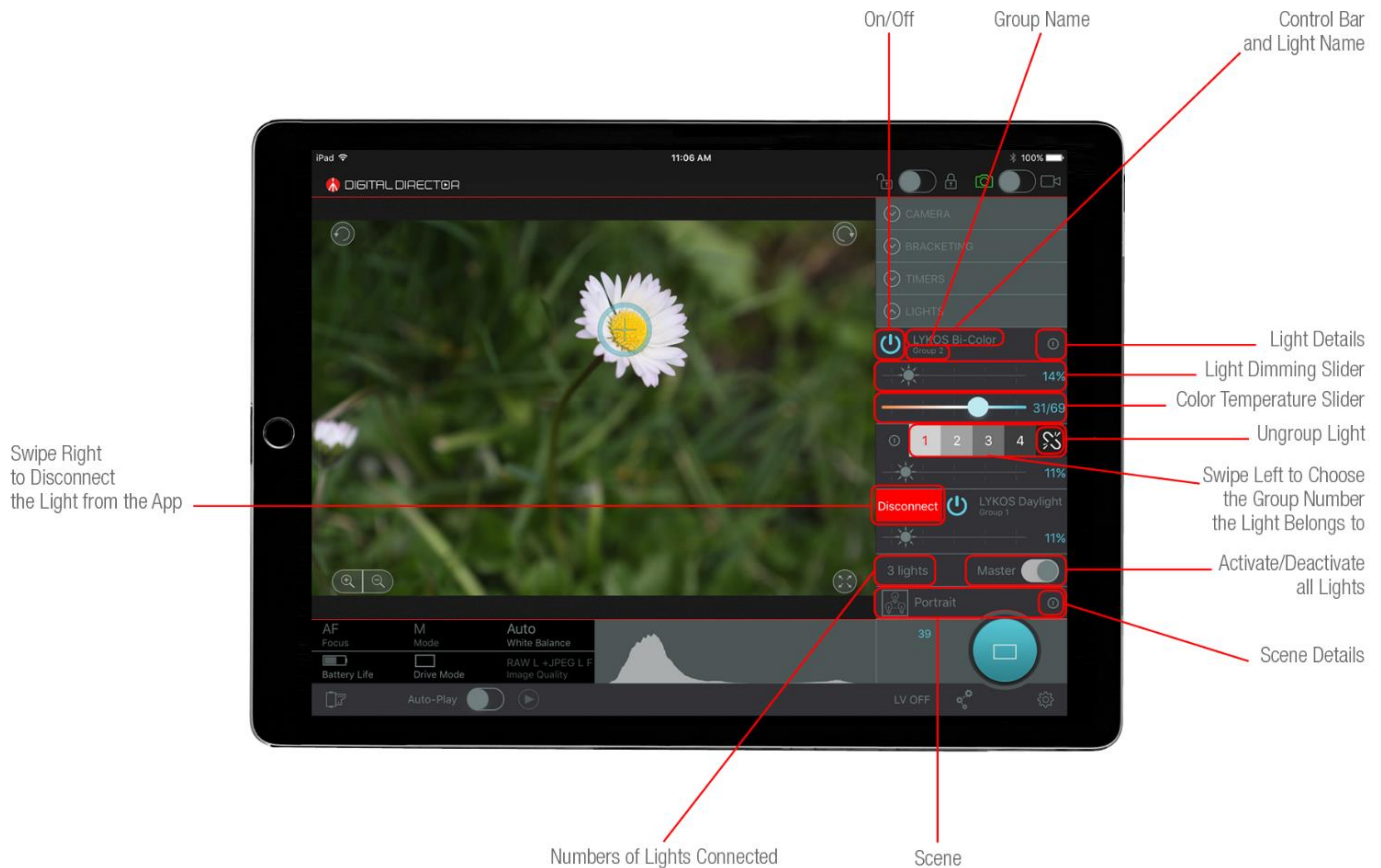 On/Off
Group Name
Control Bar
and Light Name
iPad
11:06 AM
100%
DIGITAL DIRECTOR
CAMERA
BRACKETING
TIMERS
LIGHTS
LYKOS Bi-Color
Group 2
Light Details
14%
Light Dimming Slider
31/69
Color Temperature Slider
1 2 3 4
Ungroup Light
11%
Swipe Left to Choose
the Group Number
the Light Belongs to
Swipe Right
to Disconnect
the Light from the App
Disconnect
LYKOS Daylight
Group 1
11%
3 lights
Master
Activate/Deactivate
all Lights
Portrait
Scene Details
AF
Focus
M
Mode
Auto
White Balance
39
Battery Life
Drive Mode
RAW L +JPEG L F
Image Quality
Auto-Play
LV OFF
Numbers of Lights Connected
Scene